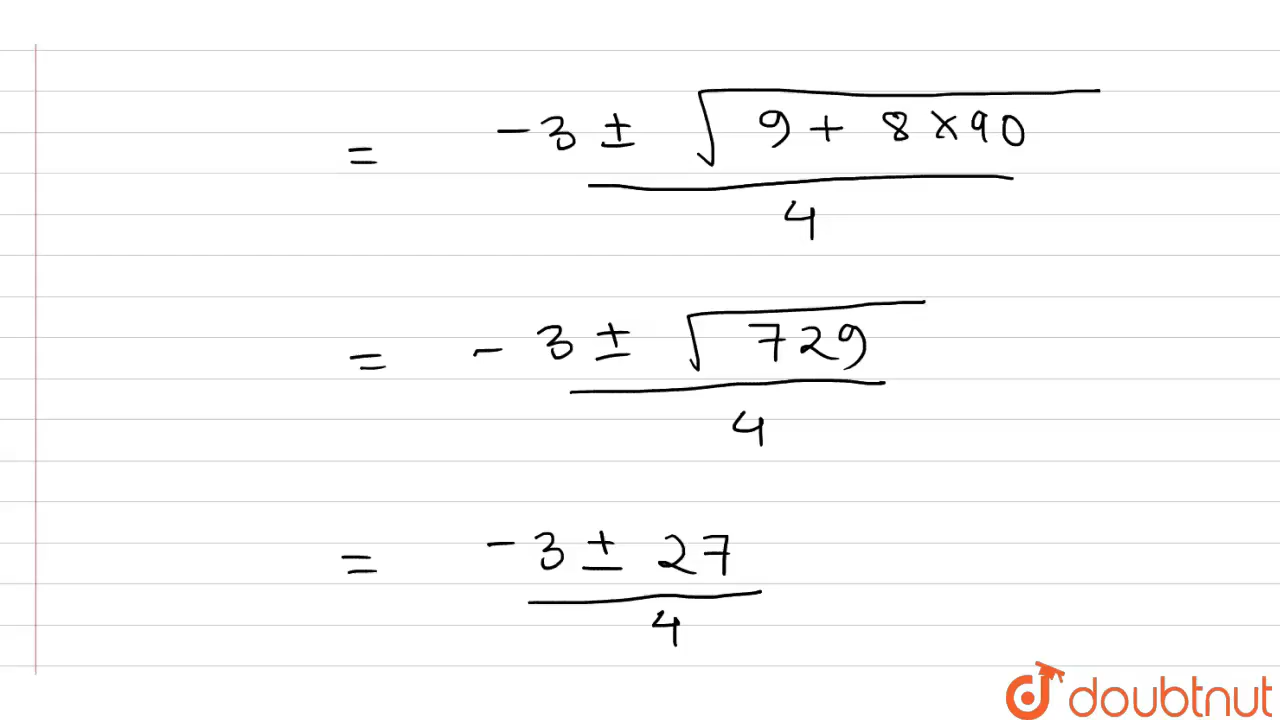 = -3 ± √9 + 8 × 90
4
= -3 ± √729
4
= -3 ± 27
4
doubtnut